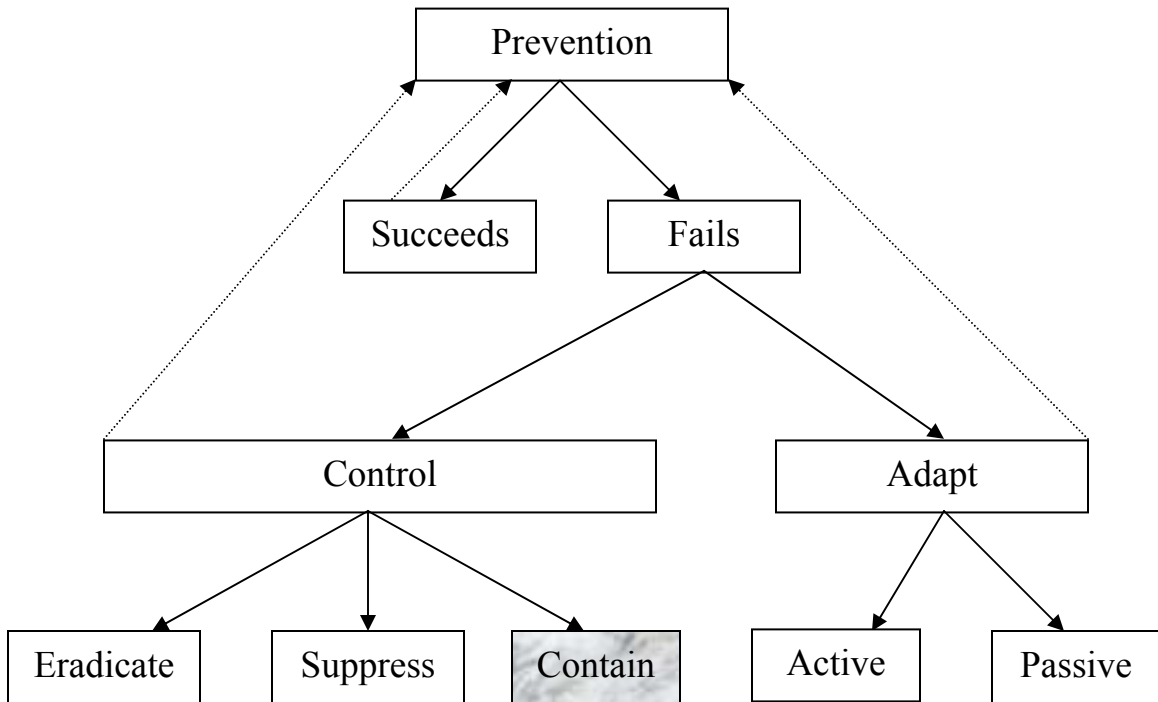 Prevention
Succeeds
Fails
Control
Adapt
Eradicate
Suppress
Contain
Active
Passive